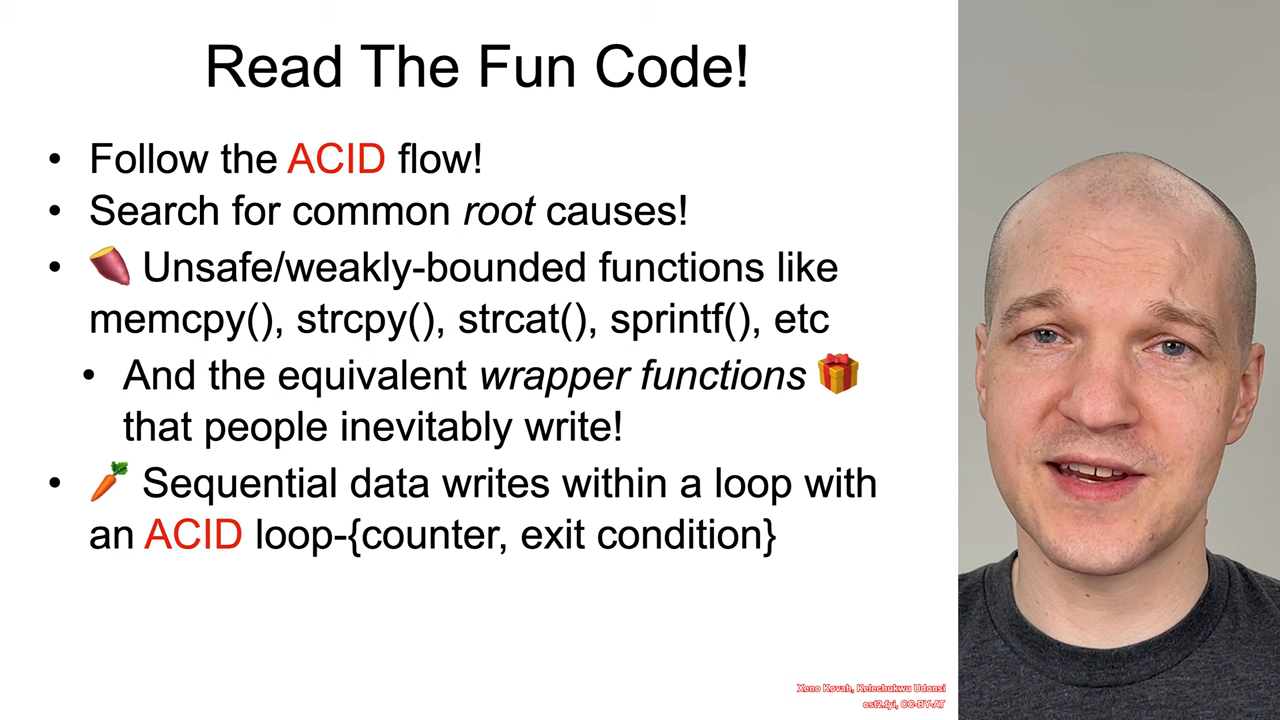 Read The Fun Code!
• Follow the ACID flow!
• Search for common root causes!
• 🍠 Unsafe/weakly-bounded functions like
memcpy(), strcpy(), strcat(), sprintf(), etc
• And the equivalent wrapper functions 🎁
that people inevitably write!
• 🥕 Sequential data writes within a loop with
an ACID loop-{counter, exit condition}
Xeno Kovah, Kelechukwu Udonsi
ost2.fyi, CC-BY-AT